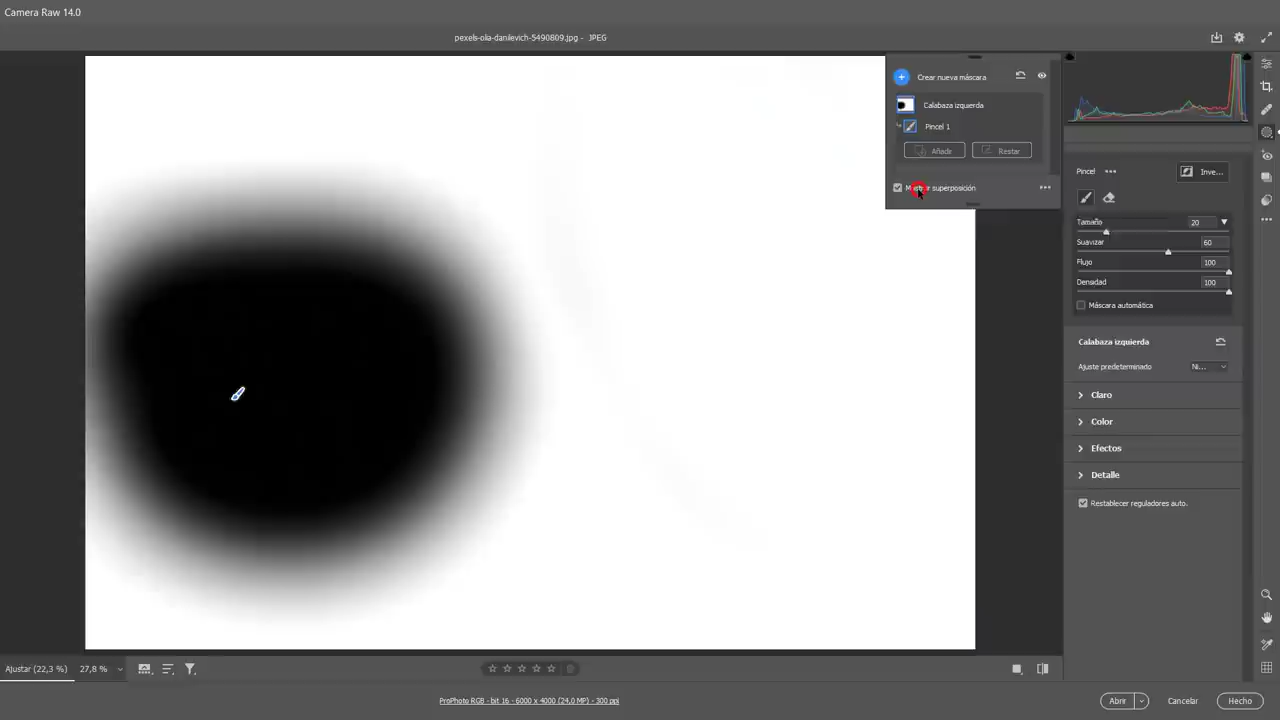 Camera Raw 14.0
pexels-olia-danilevich-5490809.jpg - JPEG
Crear nueva máscara
Calabaza izquierda
Pincel 1
Añadir
Restar
superposición
Pincel
Inve...
Tamaño 20
Suavizar 60
Flujo 100
Densidad 100
Máscara automática
Calabaza izquierda
Ajuste predeterminado Ni...
Claro
Color
Efectos
Detalle
Restablecer reguladores auto.
Ajustar (22,3 %) 27,8 %
ProPhoto RGB - bit 16 - 6000 x 4000 (24,0 MP) - 300 ppi
Abrir
Cancelar
Hecho